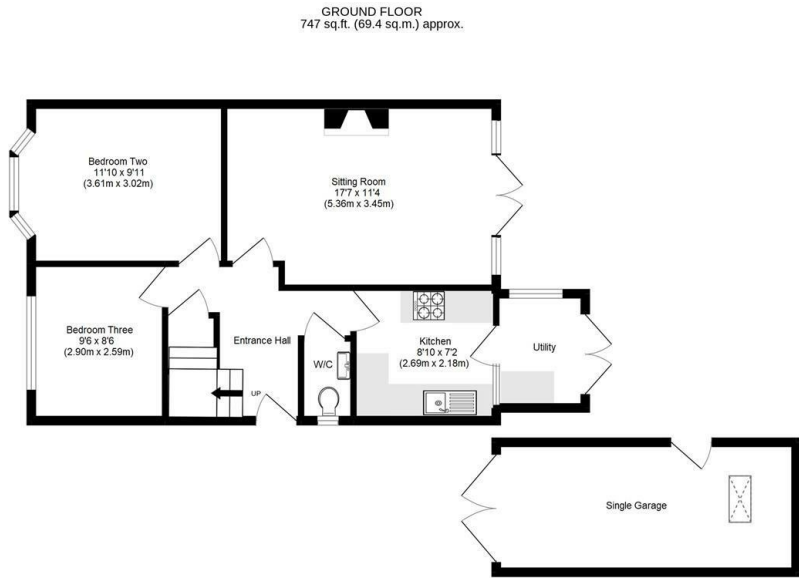 GROUND FLOOR
747 sq.ft. (69.4 sq.m.) approx.
Bedroom Two
11'10 x 9'11
(3.61m x 3.02m)
Sitting Room
17'7 x 11'4
(5.36m x 3.45m)
Bedroom Three
9'6 x 8'6
(2.90m x 2.59m)
Entrance Hall
Kitchen
8'10 x 7'2
(2.69m x 2.18m)
Utility
W/C
UP
Single Garage